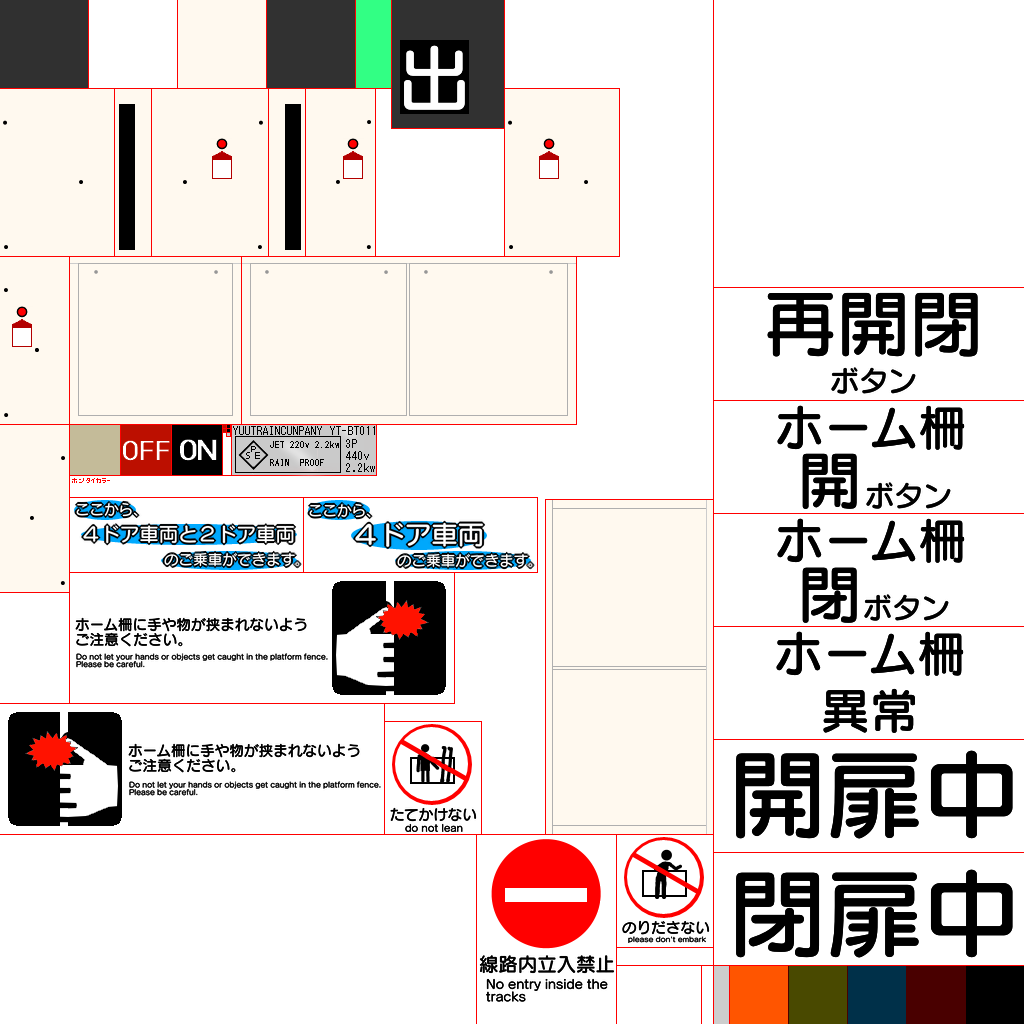 出
再開閉
ボタン
ホーム柵
開ボタン
ホーム柵
閉ボタン
ホーム柵
異常
開扉中
閉扉中
OFF ON
YUUTRAINCUNPANY YT-BT011
PSE
JET 220v 2.2kw
RAIN PROOF
3P
440v
2.2kw
ここから、
4ドア車両と2ドア車両
のご乗車ができます。
ここから、
4ドア車両
のご乗車ができます。
ホーム柵に手や物が挟まれないよう
ご注意ください。
Do not let your hands or objects get caught in the platform fence.
Please be careful.
ホーム柵に手や物が挟まれないよう
ご注意ください。
Do not let your hands or objects get caught in the platform fence.
Please be careful.
たてかけない
do not lean
線路内立入禁止
No entry inside the
tracks
のりださない
please don't embark